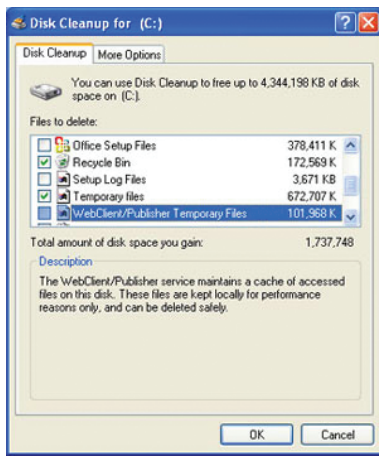 Disk Cleanup for (C:)
Disk Cleanup
More Options
You can use Disk Cleanup to free up to 4,344,198 KB of disk
space on (C:).
Files to delete:
Office Setup Files 378,411 K
Recycle Bin 172,569 K
Setup Log Files 3,671 KB
Temporary files 672,707 K
WebClient/Publisher Temporary Files 101,968 K
Total amount of disk space you gain: 1,737,748
Description
The WebClient/Publisher service maintains a cache of accessed
files on this disk. These files are kept locally for performance
reasons only, and can be deleted safely.
OK
Cancel